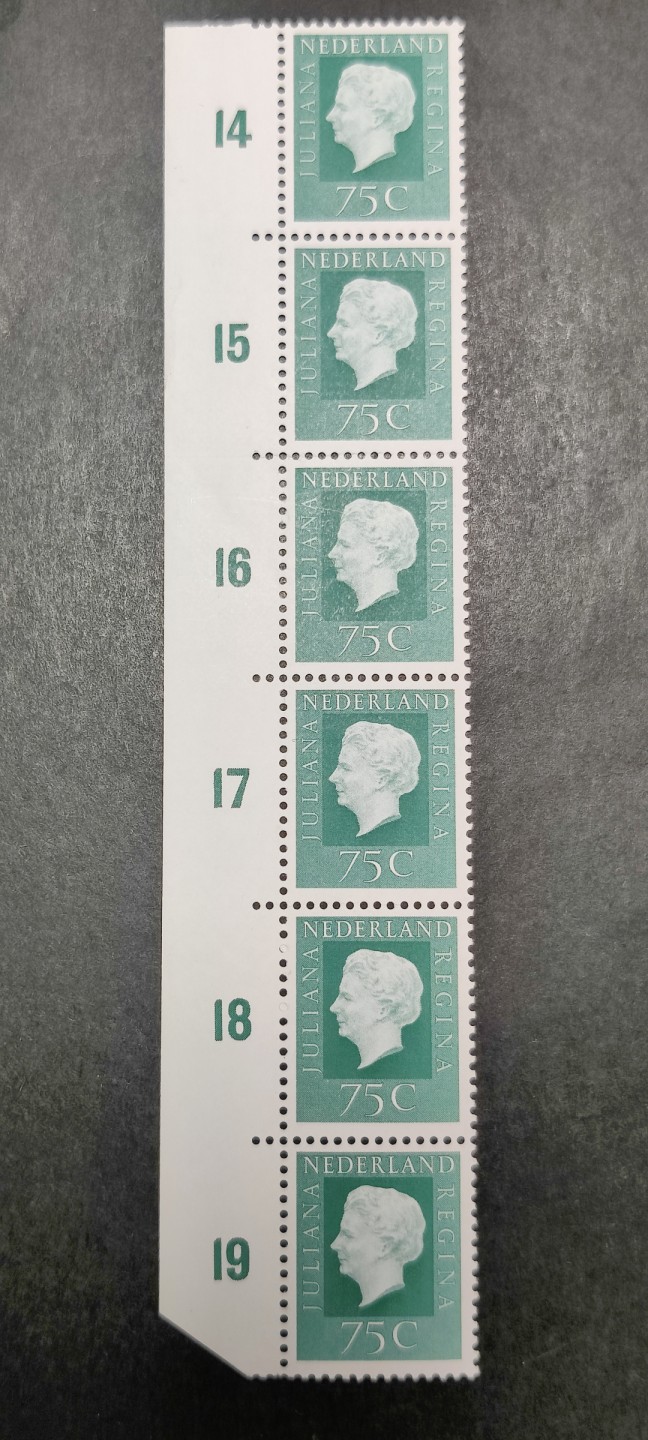 14
NEDERLAND
JULIANA
REGINA
75C
15
NEDERLAND
JULIANA
REGINA
75C
16
NEDERLAND
JULIANA
REGINA
75C
17
NEDERLAND
JULIANA
REGINA
75C
18
NEDERLAND
JULIANA
REGINA
75C
19
NEDERLAND
JULIANA
REGINA
75C